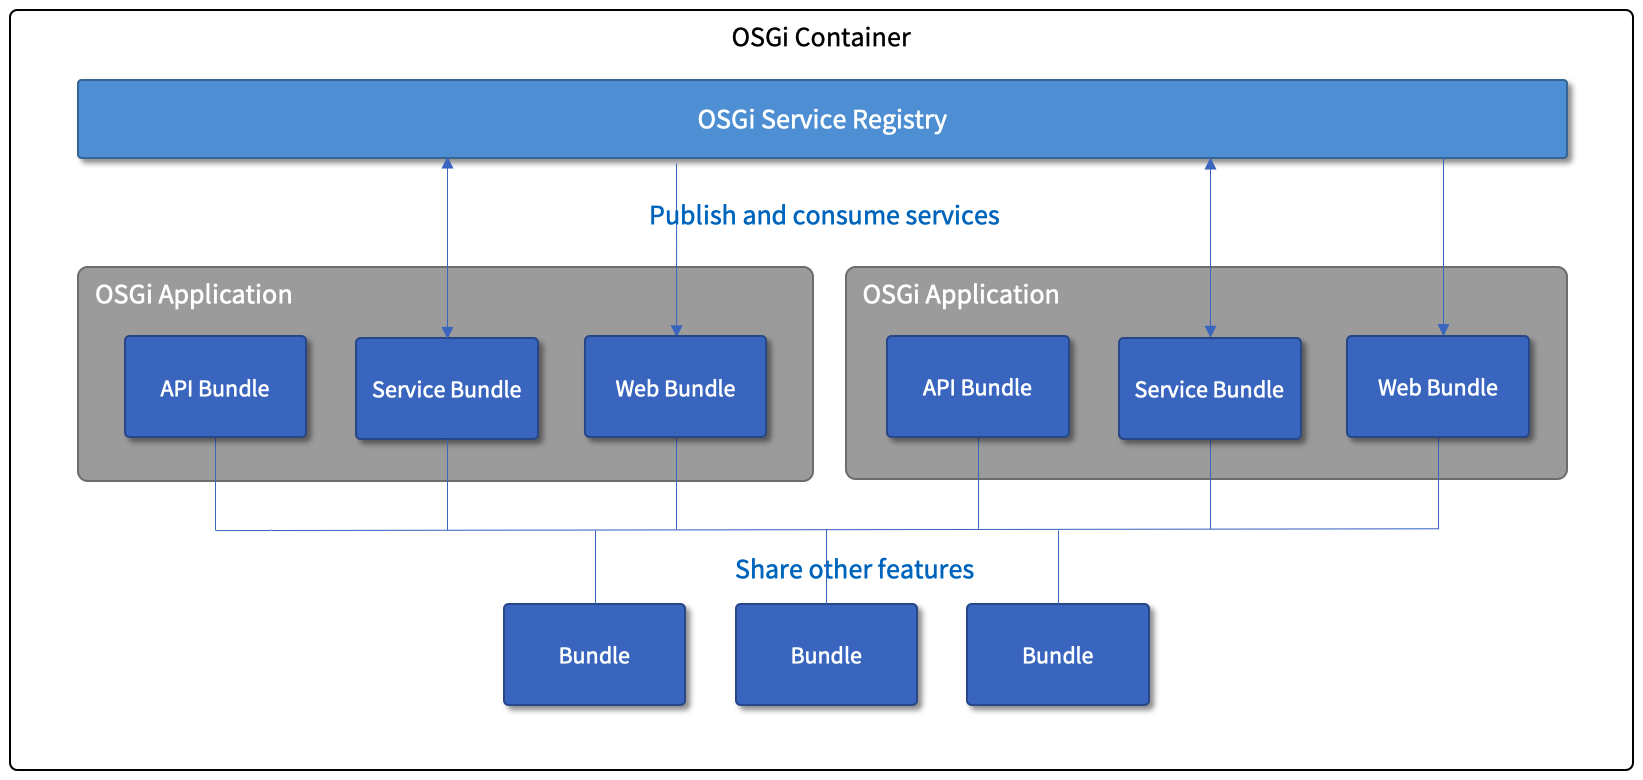 OSGi Container
OSGi Service Registry
Publish and consume services
OSGi Application
OSGi Application
API Bundle
Service Bundle
Web Bundle
API Bundle
Service Bundle
Web Bundle
Share other features
Bundle
Bundle
Bundle